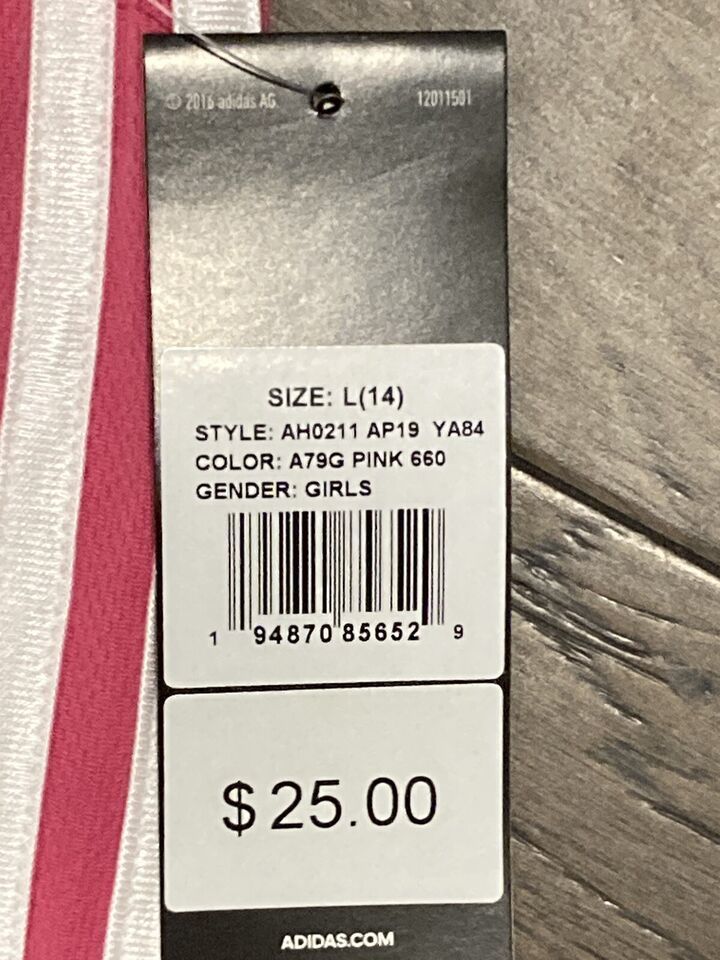 © 2016 adidas AG 12011501
SIZE: L(14)
STYLE: AH0211 AP19 YA84
COLOR: A79G PINK 660
GENDER: GIRLS
1 94870 85652 9
$25.00
ADIDAS.COM